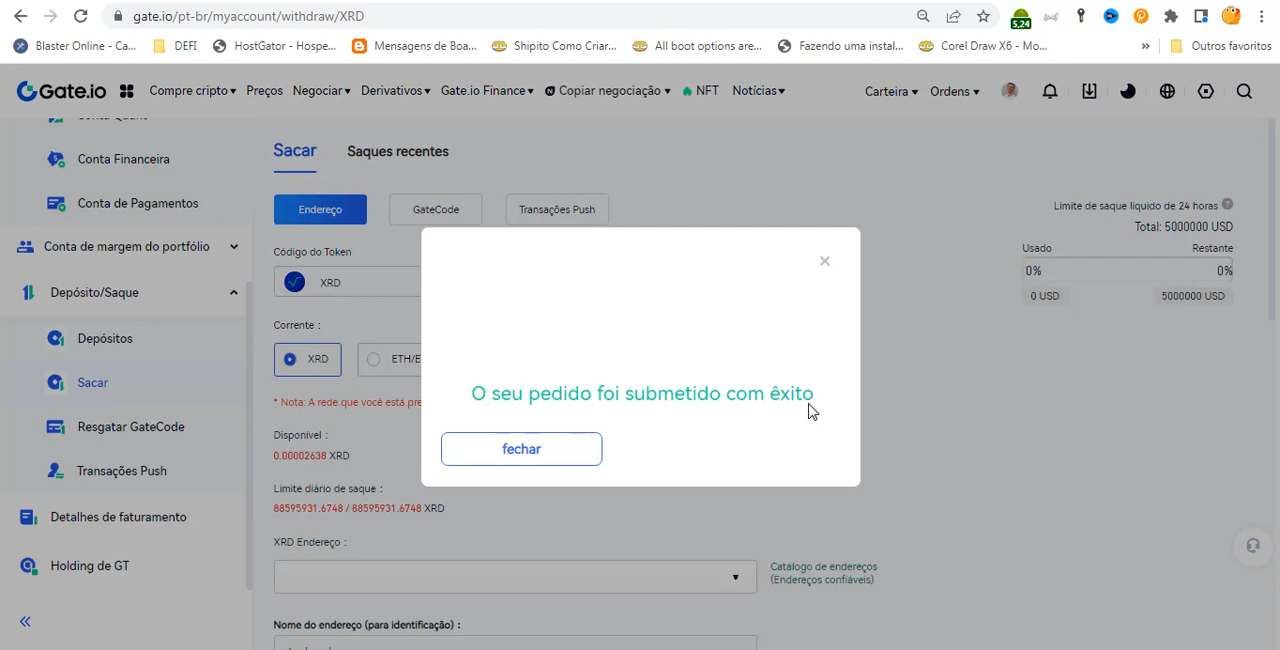 gate.io/pt-br/myaccount/withdraw/XRD
5,24
Blaster Online - Ca...
DEFI
HostGator - Hospe...
Mensagens de Boa...
Shipito Como Criar...
All boot options are...
Fazendo uma instal...
Corel Draw X6 - Mo...
»
Outros favoritos
Gate.io
Compre cripto
Preços
Negociar
Derivativos
Gate.io Finance
Copiar negociação
NFT
Notícias
Carteira
Ordens
Conta Quant
Conta Financeira
Conta de Pagamentos
Conta de margem do portfólio
Depósito/Saque
Depósitos
Sacar
Resgatar GateCode
Transações Push
Detalhes de faturamento
Holding de GT
«
Sacar
Saques recentes
Endereço
GateCode
Transações Push
Código do Token
XRD
Corrente :
XRD
ETH/E
* Nota: A rede que você está pre
Disponível :
0.00002638 XRD
Limite diário de saque :
88595931.6748 / 88595931.6748 XRD
XRD Endereço :
Catálogo de endereços
(Endereços confiáveis)
Nome do endereço (para identificação) :
O seu pedido foi submetido com êxito
fechar
Limite de saque líquido de 24 horas
Total: 5000000 USD
Usado
Restante
0%
0%
0 USD
5000000 USD